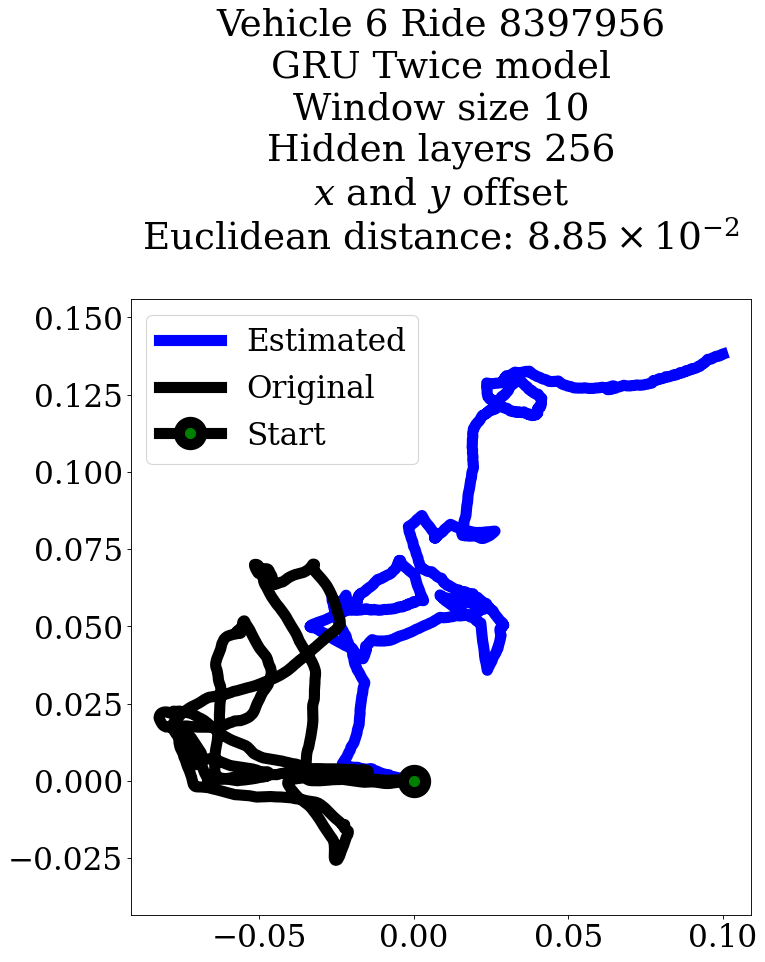 Vehicle 6 Ride 8397956
GRU Twice model
Window size 10
Hidden layers 256
x and y offset
Euclidean distance: 8.85 × 10⁻²
0.150
0.125
0.100
0.075
0.050
0.025
0.000
−0.025
Estimated
Original
Start
−0.05 0.00 0.05 0.10